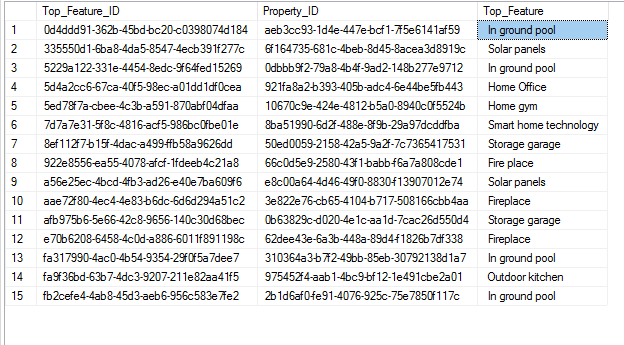 Top_Feature_ID Property_ID Top_Feature
1 0d4ddd91-362b-45bd-bc20-c0398074d184 aeb3cc93-1d4e-447e-bcf1-7f5e6141af59 In ground pool
2 335550d1-6ba8-4da5-8547-4ecb391f277c 6f164735-681c-4beb-8d45-8acea3d8919c Solar panels
3 5229a122-331e-4454-8edc-9f64fed15269 0dbbb9f2-79a8-4b4f-9ad2-148b277e9712 In ground pool
4 5d4a2cc6-67ca-40f5-98ec-a01dd1df0cea 921fa8a2-b393-405b-adc4-6e44be5fb443 Home Office
5 5ed78f7a-cbee-4c3b-a591-870abf04dfaa 10670c9e-424e-4812-b5a0-8940c0f5524b Home gym
6 7d7a7e31-5f8c-4816-acf5-986bc0fbe01e 8ba51990-6d2f-488e-8f9b-29a97dcddfba Smart home technology
7 8ef112f7-b15f-4dac-a499-ffb58a9626dd 50ed0059-2158-42a5-9a2f-7c7365417531 Storage garage
8 922e8556-ea55-4078-afcf-1fdeeb4c21a8 66c0d5e9-2580-43f1-babb-f6a7a808cde1 Fire place
9 a56e25ec-4bcd-4fb3-ad26-e40e7ba609f6 e8c00a64-4d46-49f0-8830-f13907012e74 Solar panels
10 aae72f80-4ec4-4e83-b6dc-6d6d294a51c2 3e822e76-cb65-4104-b717-508166cbb4aa Fireplace
11 afb975b6-5e66-42c8-9656-140c30d68bec 0b63829c-d020-4e1c-aa1d-7cac26d550d4 Storage garage
12 e70b6208-6458-4c0d-a886-6011f891198c 62dee43e-6a3b-448a-89d4-f1826b7df338 Fireplace
13 fa317990-4ac0-4b54-9354-29f0f5a7dee7 310364a3-b7f2-49bb-85eb-30792138d1a7 In ground pool
14 fa9f36bd-63b7-4dc3-9207-211e82aa41f5 975452f4-aab1-4bc9-bf12-1e491cbe2a01 Outdoor kitchen
15 fb2cefe4-4ab8-45d3-aeb6-956c583e7fe2 2b1d6af0-fe91-4076-925c-75e7850f117c In ground pool